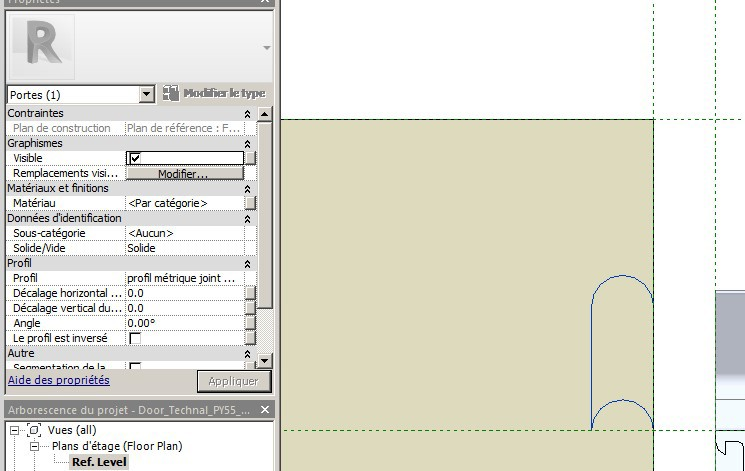 Propriétés
R
Portes (1)
Modifier le type
Contraintes
Plan de construction Plan de référence : F...
Graphismes
Visible
Remplacements visi... Modifier...
Matériaux et finitions
Matériau <Par catégorie>
Données d'identification
Sous-catégorie <Aucun>
Solide/Vide Solide
Profil
Profil profil métrique joint ...
Décalage horizontal ... 0.0
Décalage vertical du... 0.0
Angle 0.00°
Le profil est inversé
Autre
Segmentation de la
Aide des propriétés
Appliquer
Arborescence du projet - Door_Technal_PY55_...
Vues (all)
Plans d'étage (Floor Plan)
Ref. Level